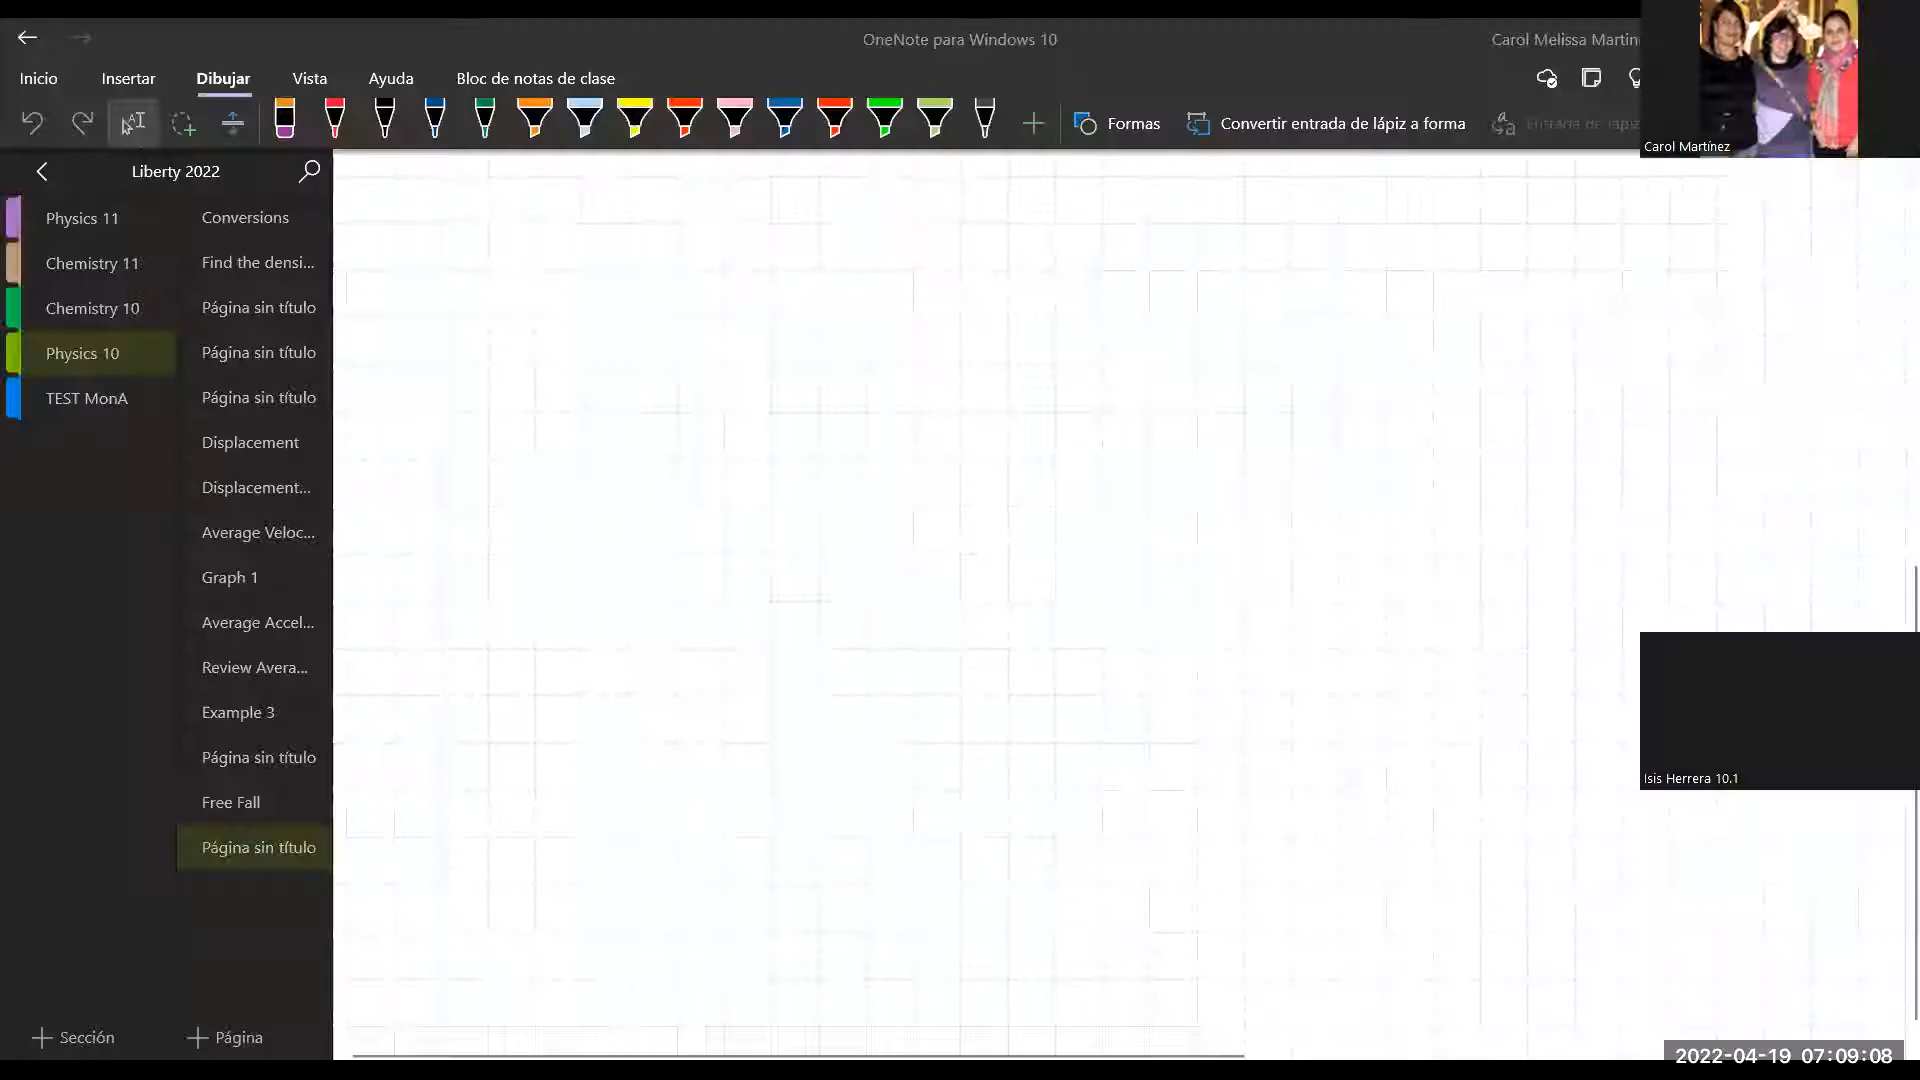 OneNote para Windows 10
Carol Melissa Martín
Inicio
Insertar
Dibujar
Vista
Ayuda
Bloc de notas de clase
Formas
Convertir entrada de lápiz a forma
Entrada de lápiz
Carol Martínez
Liberty 2022
Physics 11
Chemistry 11
Chemistry 10
Physics 10
TEST MonA
Conversions
Find the densi...
Página sin título
Página sin título
Página sin título
Displacement
Displacement...
Average Veloc...
Graph 1
Average Accel...
Review Avera...
Example 3
Página sin título
Free Fall
Página sin título
Isis Herrera 10.1
Sección
Página
2022-04-19 07:09:08